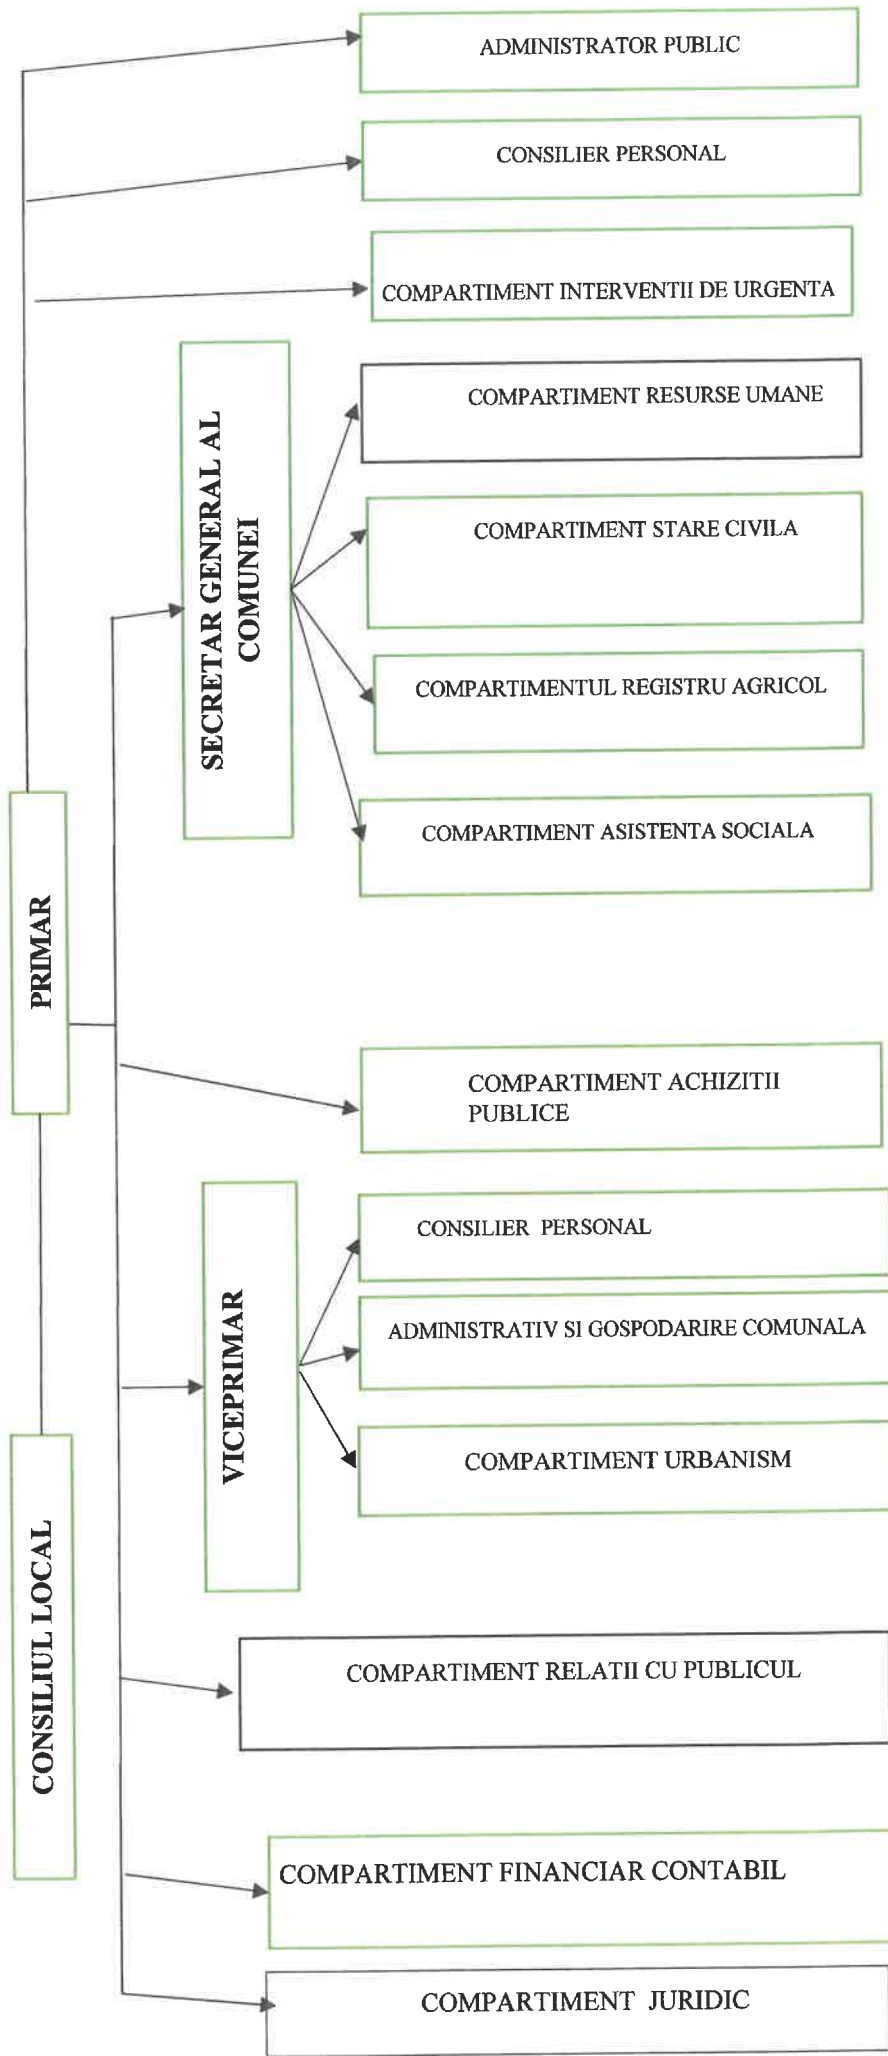 ADMINISTRATOR PUBLIC
CONSILIER PERSONAL
COMPARTIMENT INTERVENTII DE URGENTA
SECRETAR GENERAL AL
COMUNEI
COMPARTIMENT RESURSE UMANE
COMPARTIMENT STARE CIVILA
COMPARTIMENTUL REGISTRU AGRICOL
COMPARTIMENT ASISTENTA SOCIALA
PRIMAR
COMPARTIMENT ACHIZITII
PUBLICE
VICEPRIMAR
CONSILIER PERSONAL
ADMINISTRATIV SI GOSPODARIRE COMUNALA
COMPARTIMENT URBANISM
CONSILIUL LOCAL
COMPARTIMENT RELATII CU PUBLICUL
COMPARTIMENT FINANCIAR CONTABIL
COMPARTIMENT JURIDIC